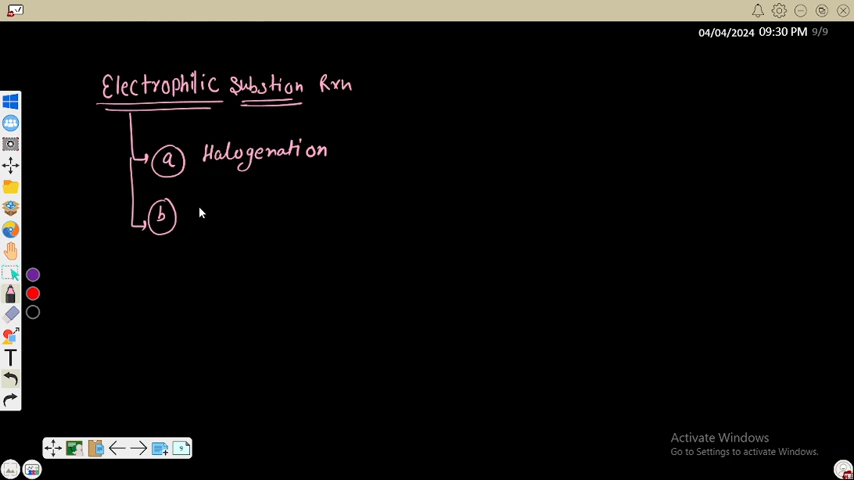 04/04/2024 09:30 PM 9/9
Electrophilic Substion Rxn
a Halogenation
b
T
9
Activate Windows
Go to Settings to activate Windows.